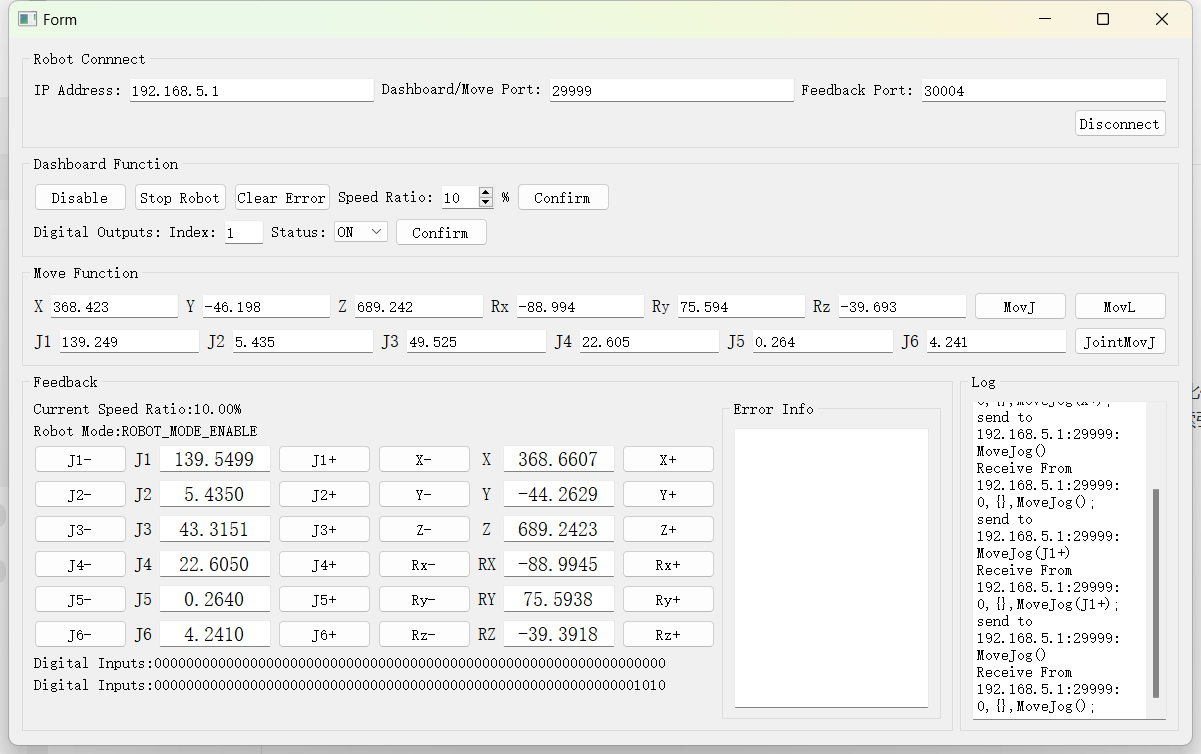 Form
Robot Connnect
IP Address: 192.168.5.1 Dashboard/Move Port: 29999 Feedback Port: 30004
Disconnect
Dashboard Function
Disable Stop Robot Clear Error Speed Ratio: 10 % Confirm
Digital Outputs: Index: 1 Status: ON Confirm
Move Function
X 368.423 Y -46.198 Z 689.242 Rx -88.994 Ry 75.594 Rz -39.693 MovJ MovL
J1 139.249 J2 5.435 J3 49.525 J4 22.605 J5 0.264 J6 4.241 JointMovJ
Feedback
Current Speed Ratio:10.00%
Robot Mode:ROBOT_MODE_ENABLE
J1- J1 139.5499 J1+ X- X 368.6607 X+
J2- J2 5.4350 J2+ Y- Y -44.2629 Y+
J3- J3 43.3151 J3+ Z- Z 689.2423 Z+
J4- J4 22.6050 J4+ Rx- RX -88.9945 Rx+
J5- J5 0.2640 J5+ Ry- RY 75.5938 Ry+
J6- J6 4.2410 J6+ Rz- RZ -39.3918 Rz+
Digital Inputs:0000000000000000000000000000000000000000000000000000000000000000
Digital Inputs:0000000000000000000000000000000000000000000000000000000000001010
Error Info
Log
0,{},MoveJog(X+);
send to
192.168.5.1:29999:
MoveJog()
Receive From
192.168.5.1:29999:
0,{},MoveJog();
send to
192.168.5.1:29999:
MoveJog(J1+)
Receive From
192.168.5.1:29999:
0,{},MoveJog(J1+);
send to
192.168.5.1:29999:
MoveJog()
Receive From
192.168.5.1:29999:
0,{},MoveJog();